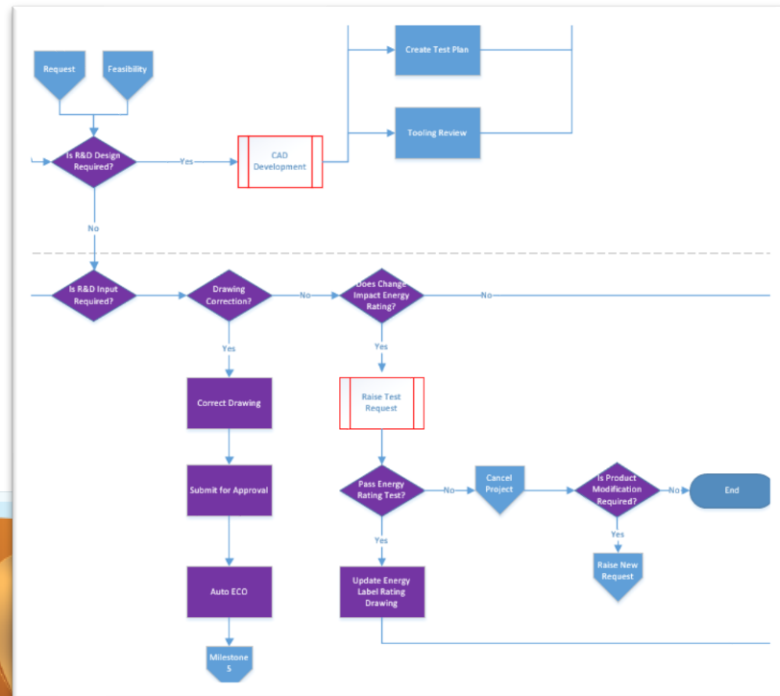 Create Test Plan
Request
Feasibility
Tooling Review
Is R&D Design
Required?
Yes
CAD
Development
No
Is R&D Input
Required?
Drawing
Correction?
No
Does Change
Impact Energy
Rating?
No
Yes
Yes
Correct Drawing
Raise Test
Request
Submit for Approval
Pass Energy
Rating Test?
No
Cancel
Project
Is Product
Modification
Required?
No
End
Yes
Yes
Auto ECO
Update Energy
Label Rating
Drawing
Raise New
Request
Milestone
5